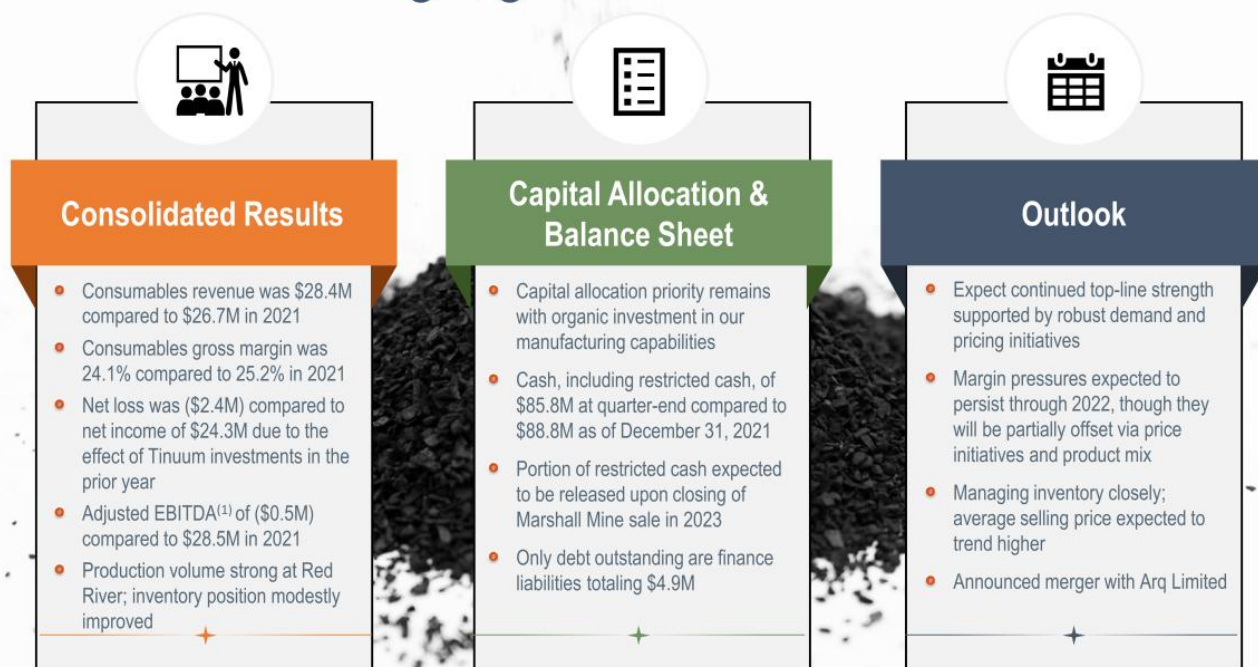 Consolidated Results
Consumables revenue was $28.4M
compared to $26.7M in 2021
Consumables gross margin was
24.1% compared to 25.2% in 2021
Net loss was ($2.4M) compared to
net income of $24.3M due to the
effect of Tinuum investments in the
prior year
Adjusted EBITDA(1) of ($0.5M)
compared to $28.5M in 2021
Production volume strong at Red
River; inventory position modestly
improved
Capital Allocation &
Balance Sheet
Capital allocation priority remains
with organic investment in our
manufacturing capabilities
Cash, including restricted cash, of
$85.8M at quarter-end compared to
$88.8M as of December 31, 2021
Portion of restricted cash expected
to be released upon closing of
Marshall Mine sale in 2023
Only debt outstanding are finance
liabilities totaling $4.9M
Outlook
Expect continued top-line strength
supported by robust demand and
pricing initiatives
Margin pressures expected to
persist through 2022, though they
will be partially offset via price
initiatives and product mix
Managing inventory closely;
average selling price expected to
trend higher
Announced merger with Arq Limited